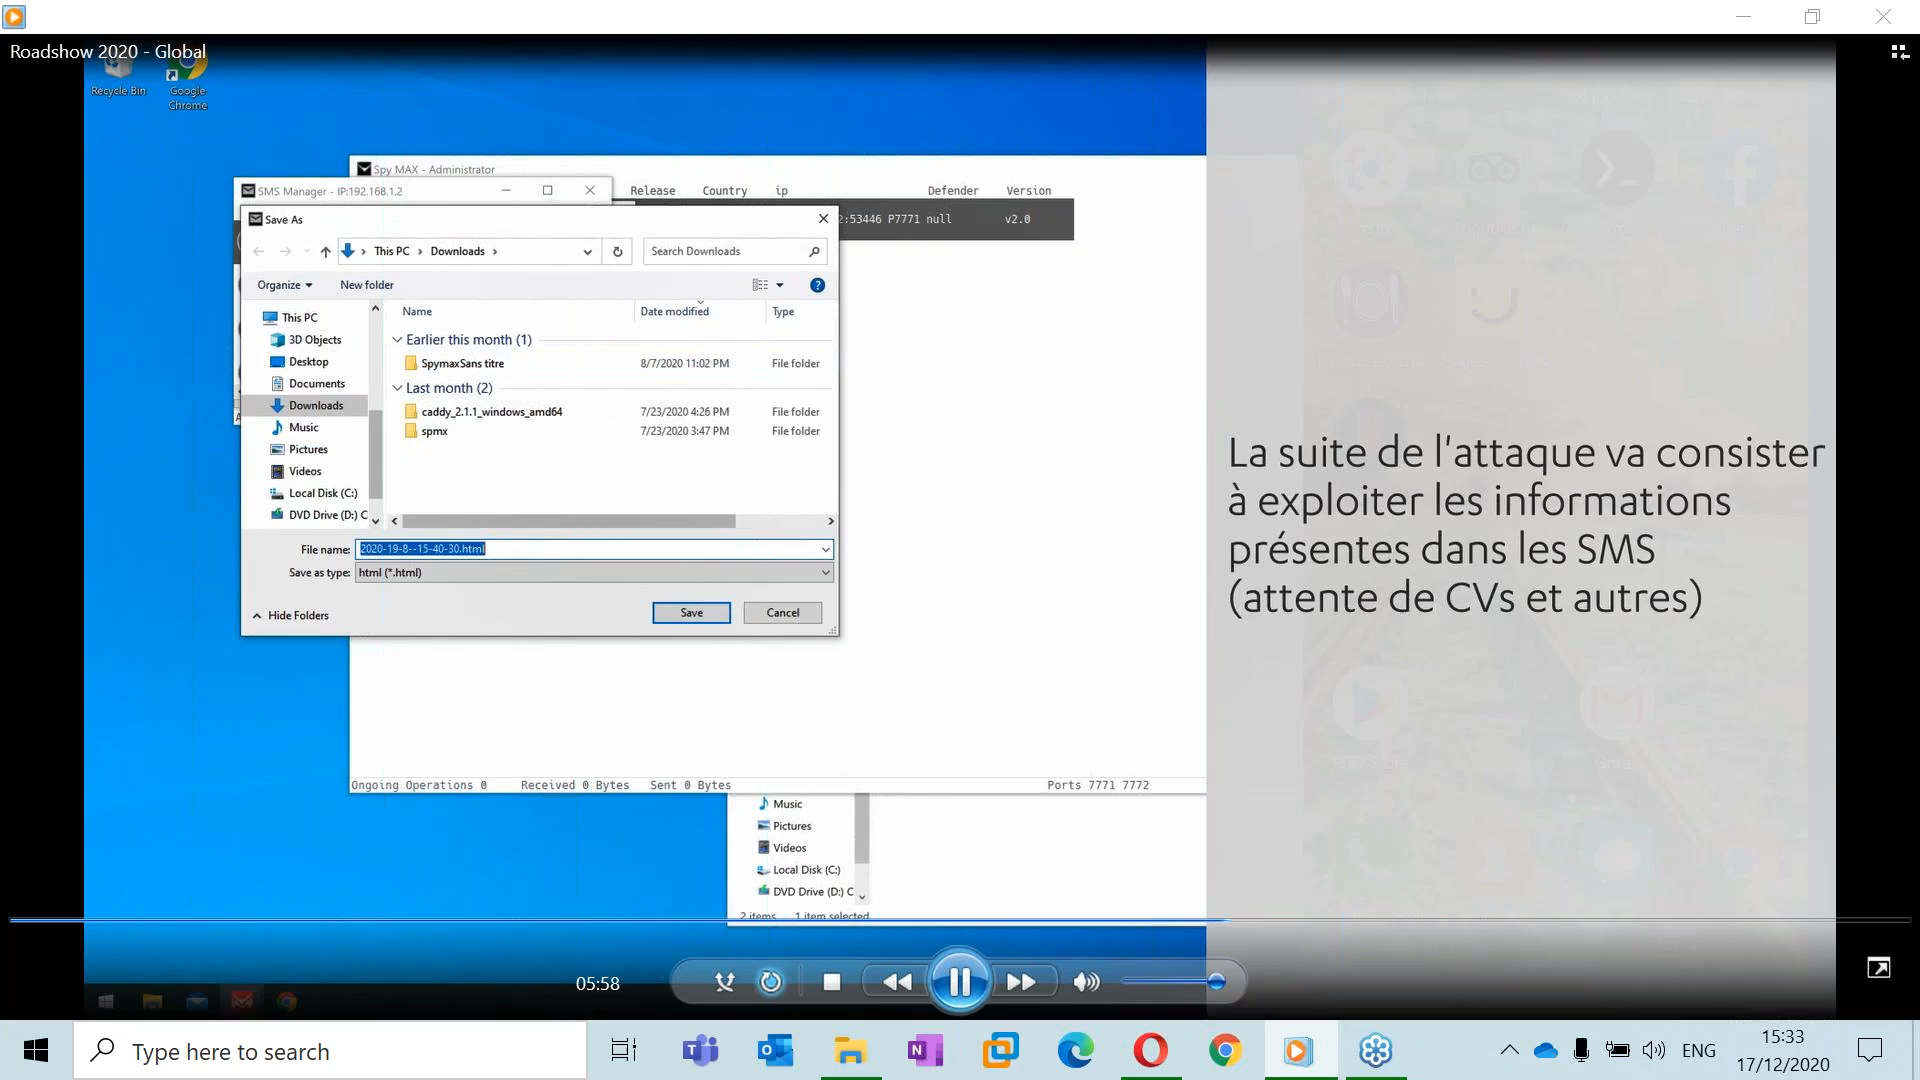 Roadshow 2020 - Global
Recycle Bin
Google
Chrome
Spy MAX - Administrator
SMS Manager - IP:192.168.1.2
Release Country ip Defender Version
2:53446 P7771 null v2.0
Save As
This PC > Downloads >
Search Downloads
Organize
New folder
Name Date modified Type
This PC
3D Objects
Desktop
Documents
Downloads
Music
Pictures
Videos
Local Disk (C:)
DVD Drive (D:) C
Earlier this month (1)
SpymaxSans titre 8/7/2020 11:02 PM File folder
Last month (2)
caddy_2.1.1_windows_amd64 7/23/2020 4:26 PM File folder
spmx 7/23/2020 3:47 PM File folder
File name: 2020-19-8--15-40-30.html
Save as type: html (*.html)
Hide Folders
Save
Cancel
Ongoing Operations 0 Received 0 Bytes Sent 0 Bytes Ports 7771 7772
Music
Pictures
Videos
Local Disk (C:)
DVD Drive (D:) C
2 items 1 item selected
La suite de l'attaque va consister
à exploiter les informations
présentes dans les SMS
(attente de CVs et autres)
Gmail
05:58
Type here to search
ENG
15:33
17/12/2020